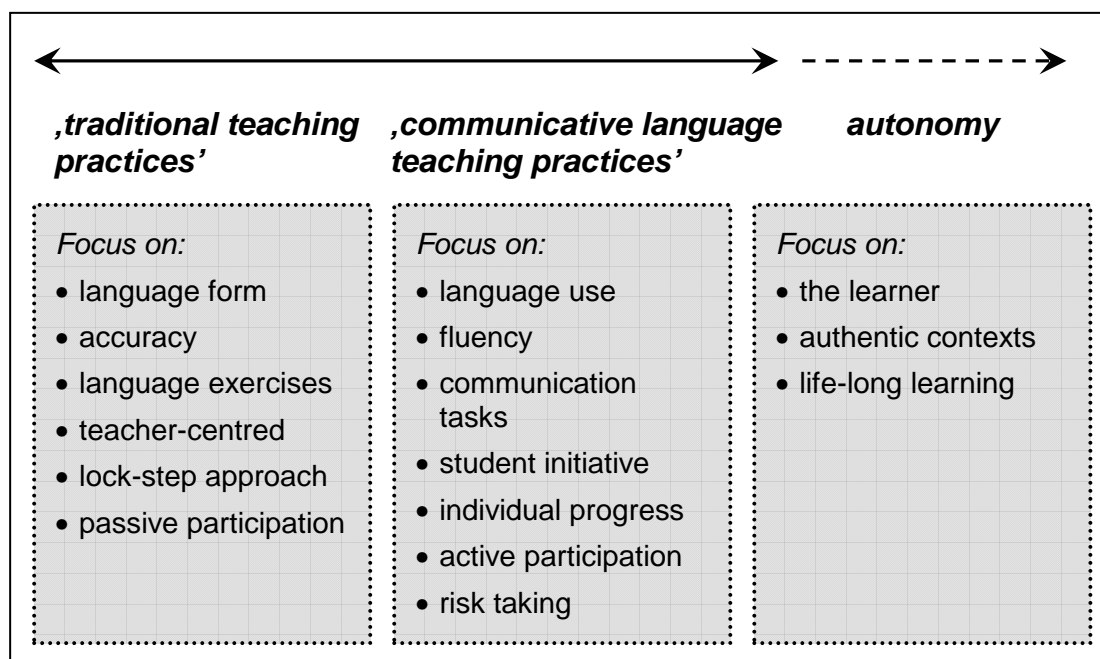 ‚traditional teaching
practices’
Focus on:
• language form
• accuracy
• language exercises
• teacher-centred
• lock-step approach
• passive participation
‚communicative language
teaching practices’
Focus on:
• language use
• fluency
• communication
tasks
• student initiative
• individual progress
• active participation
• risk taking
autonomy
Focus on:
• the learner
• authentic contexts
• life-long learning